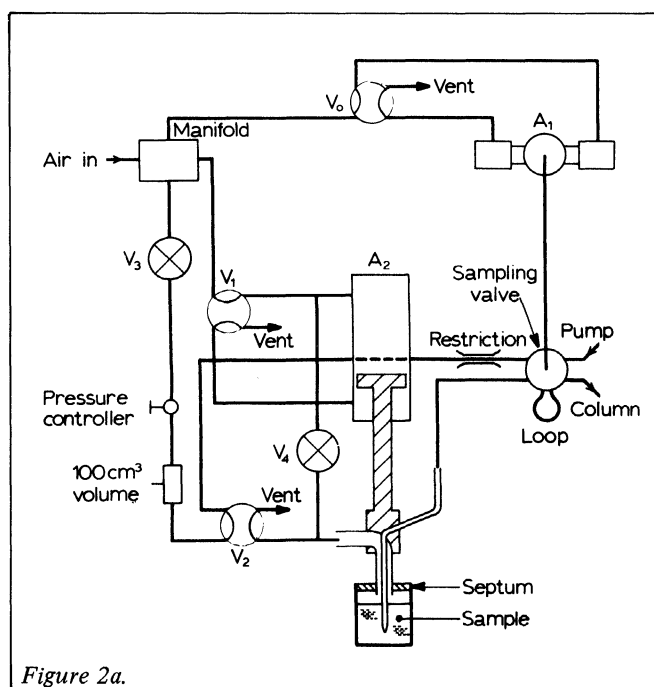 Vent
V₀
A₁
Manifold
Air in
V₃
V₁
A₂
Sampling
valve
Vent
Restriction
Pump
Column
Loop
Pressure
controller
V₄
100cm³
volume
Vent
V₂
Septum
Sample
Figure 2a.